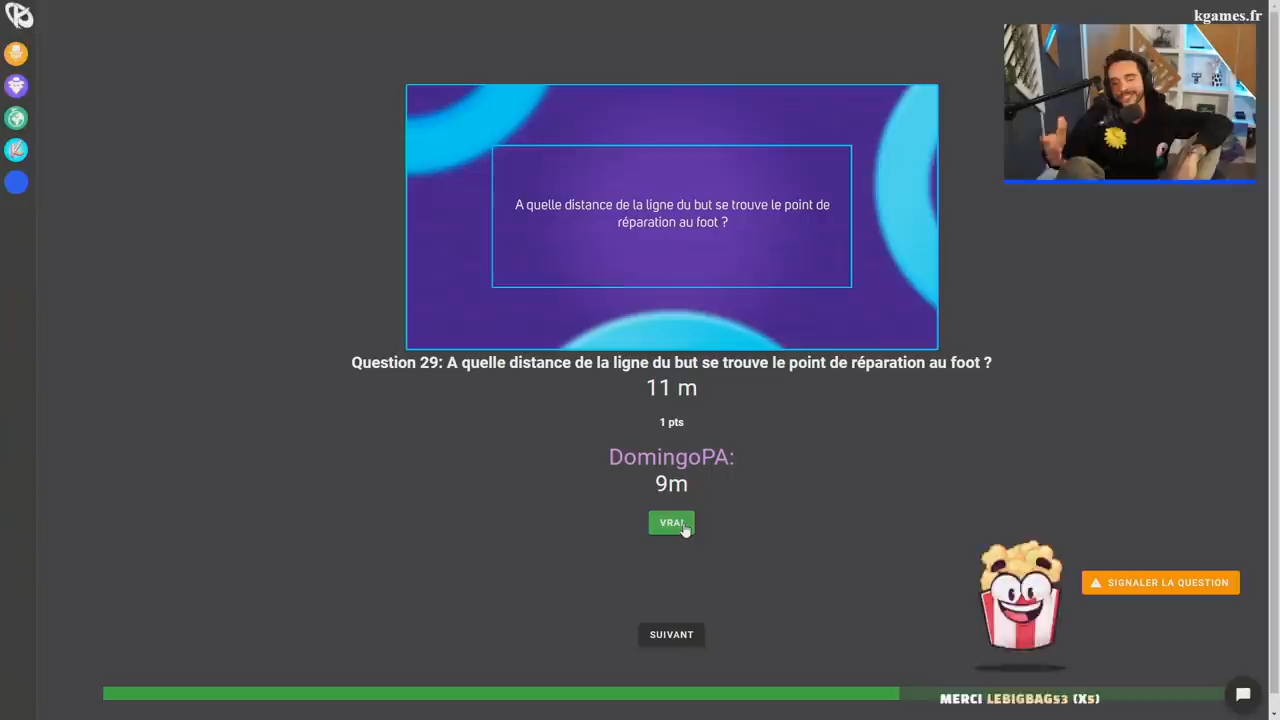 kgames.fr
A quelle distance de la ligne du but se trouve le point de
réparation au foot ?
Question 29: A quelle distance de la ligne du but se trouve le point de réparation au foot ?
11 m
1 pts
DomingoPA:
9m
VRAI
SIGNALER LA QUESTION
SUIVANT
MERCI LEBIGBAG53 (X5)